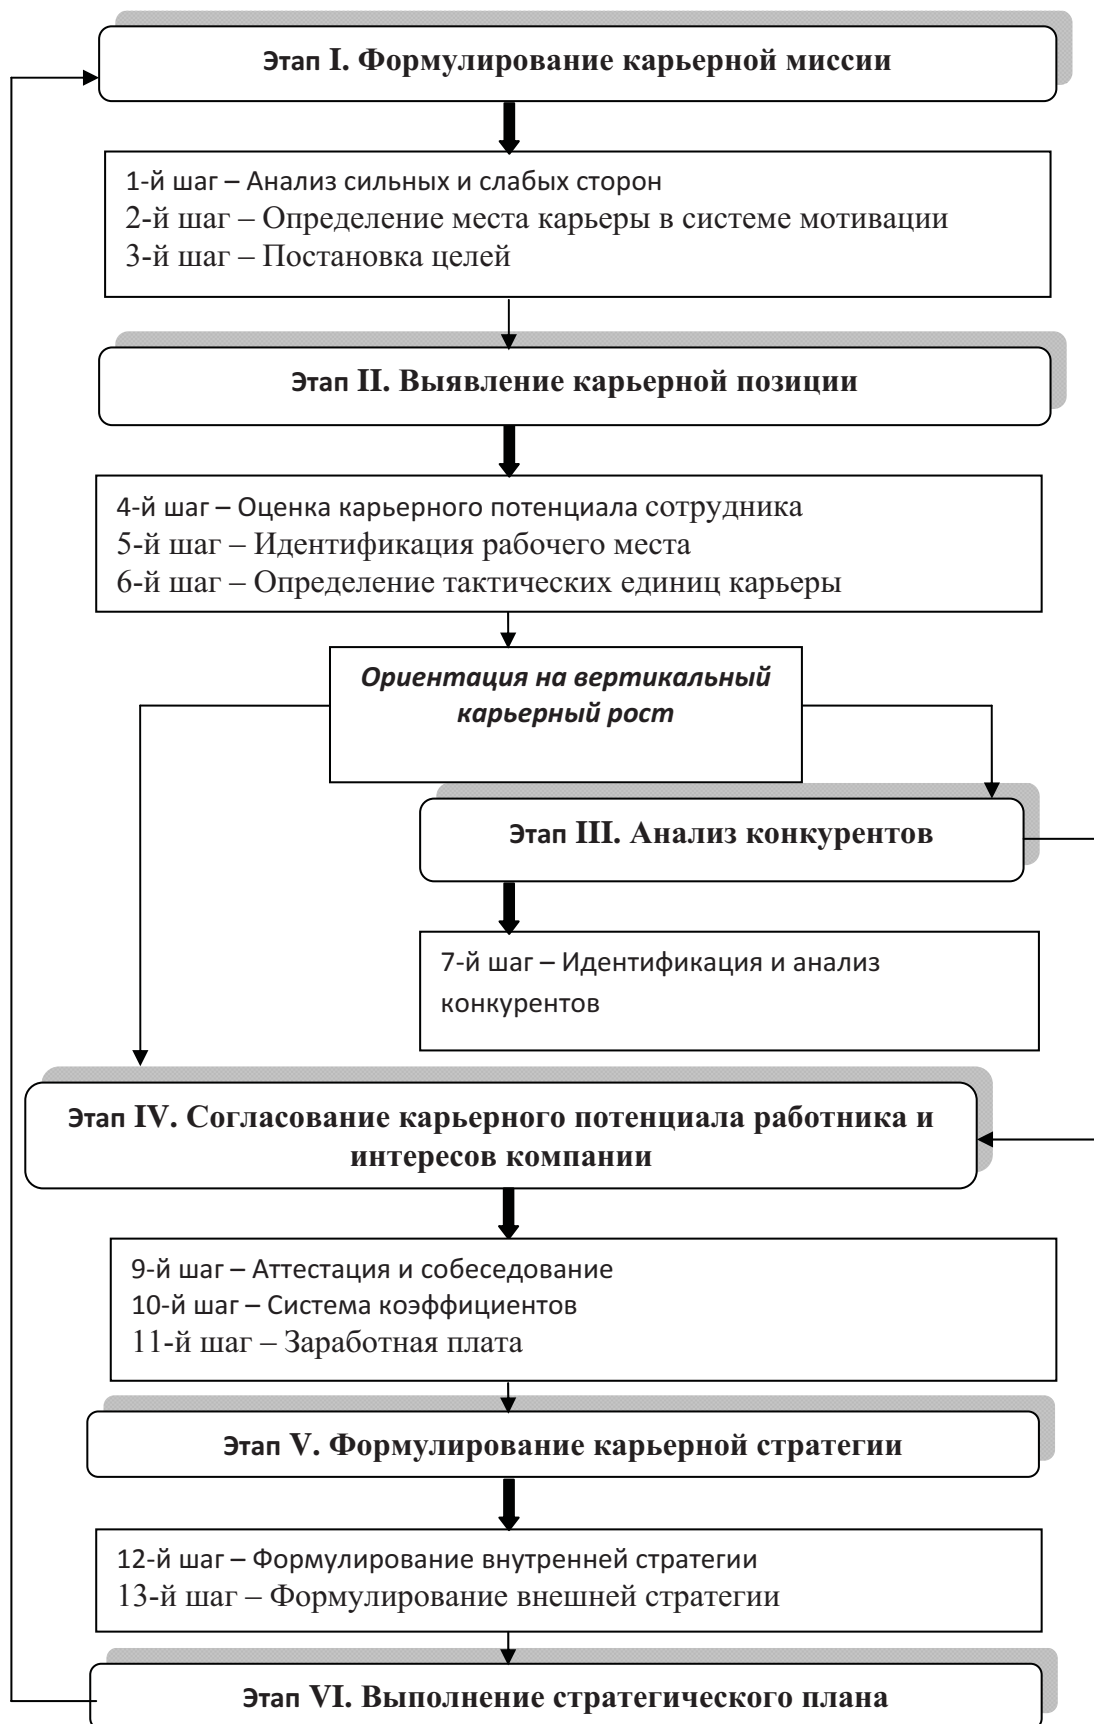 Этап I. Формулирование карьерной миссии
1-й шаг – Анализ сильных и слабых сторон
2-й шаг – Определение места карьеры в системе мотивации
3-й шаг – Постановка целей
Этап II. Выявление карьерной позиции
4-й шаг – Оценка карьерного потенциала сотрудника
5-й шаг – Идентификация рабочего места
6-й шаг – Определение тактических единиц карьеры
Ориентация на вертикальный
карьерный рост
Этап III. Анализ конкурентов
7-й шаг – Идентификация и анализ
конкурентов
Этап IV. Согласование карьерного потенциала работника и
интересов компании
9-й шаг – Аттестация и собеседование
10-й шаг – Система коэффициентов
11-й шаг – Заработная плата
Этап V. Формулирование карьерной стратегии
12-й шаг – Формулирование внутренней стратегии
13-й шаг – Формулирование внешней стратегии
Этап VI. Выполнение стратегического плана